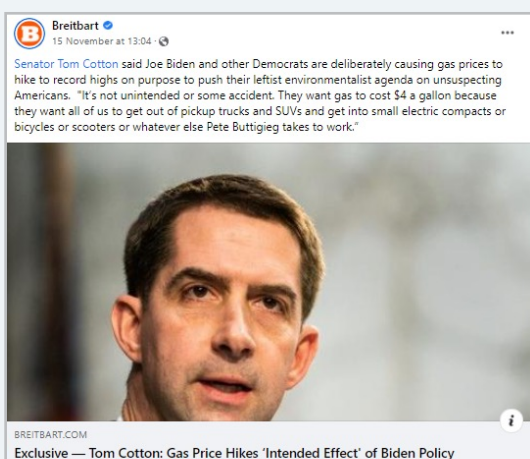 Breitbart
15 November at 13:04 ·
Senator Tom Cotton said Joe Biden and other Democrats are deliberately causing gas prices to
hike to record highs on purpose to push their leftist environmentalist agenda on unsuspecting
Americans. "It's not unintended or some accident. They want gas to cost $4 a gallon because
they want all of us to get out of pickup trucks and SUVs and get into small electric compacts or
bicycles or scooters or whatever else Pete Buttigieg takes to work."
BREITBART.COM
Exclusive — Tom Cotton: Gas Price Hikes 'Intended Effect' of Biden Policy